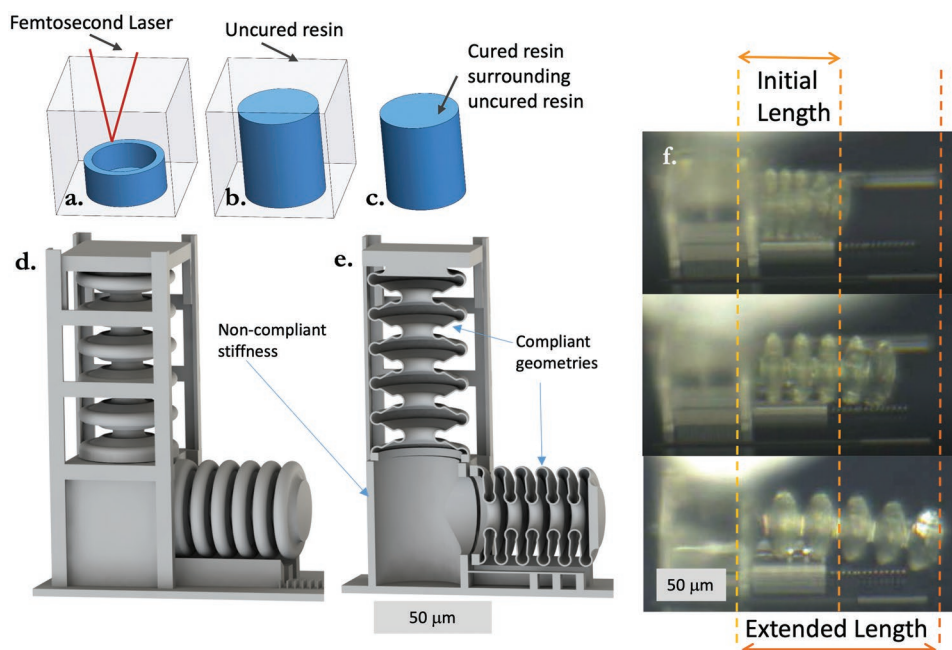 Femtosecond Laser
Uncured resin
Cured resin
surrounding
uncured resin
a.
b.
c.
d.
e.
Non-compliant
stiffness
Compliant
geometries
50 μm
Initial
Length
f.
50 μm
Extended Length